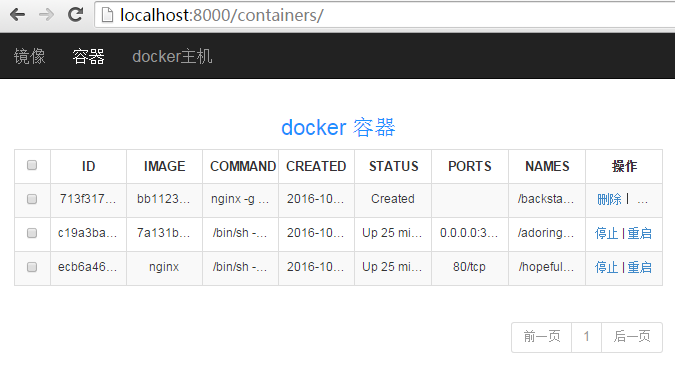 localhost:8000/containers/
镜像 容器 docker主机
docker 容器
ID IMAGE COMMAND CREATED STATUS PORTS NAMES 操作
713f317... bb1123... nginx -g ... 2016-10... Created /backsta... 删除 | ...
c19a3ba... 7a131b... /bin/sh -... 2016-10... Up 25 mi... 0.0.0.0:3... /adoring... 停止 | 重启
ecb6a46... nginx /bin/sh -... 2016-10... Up 25 mi... 80/tcp /hopeful... 停止 | 重启
前一页 1 后一页